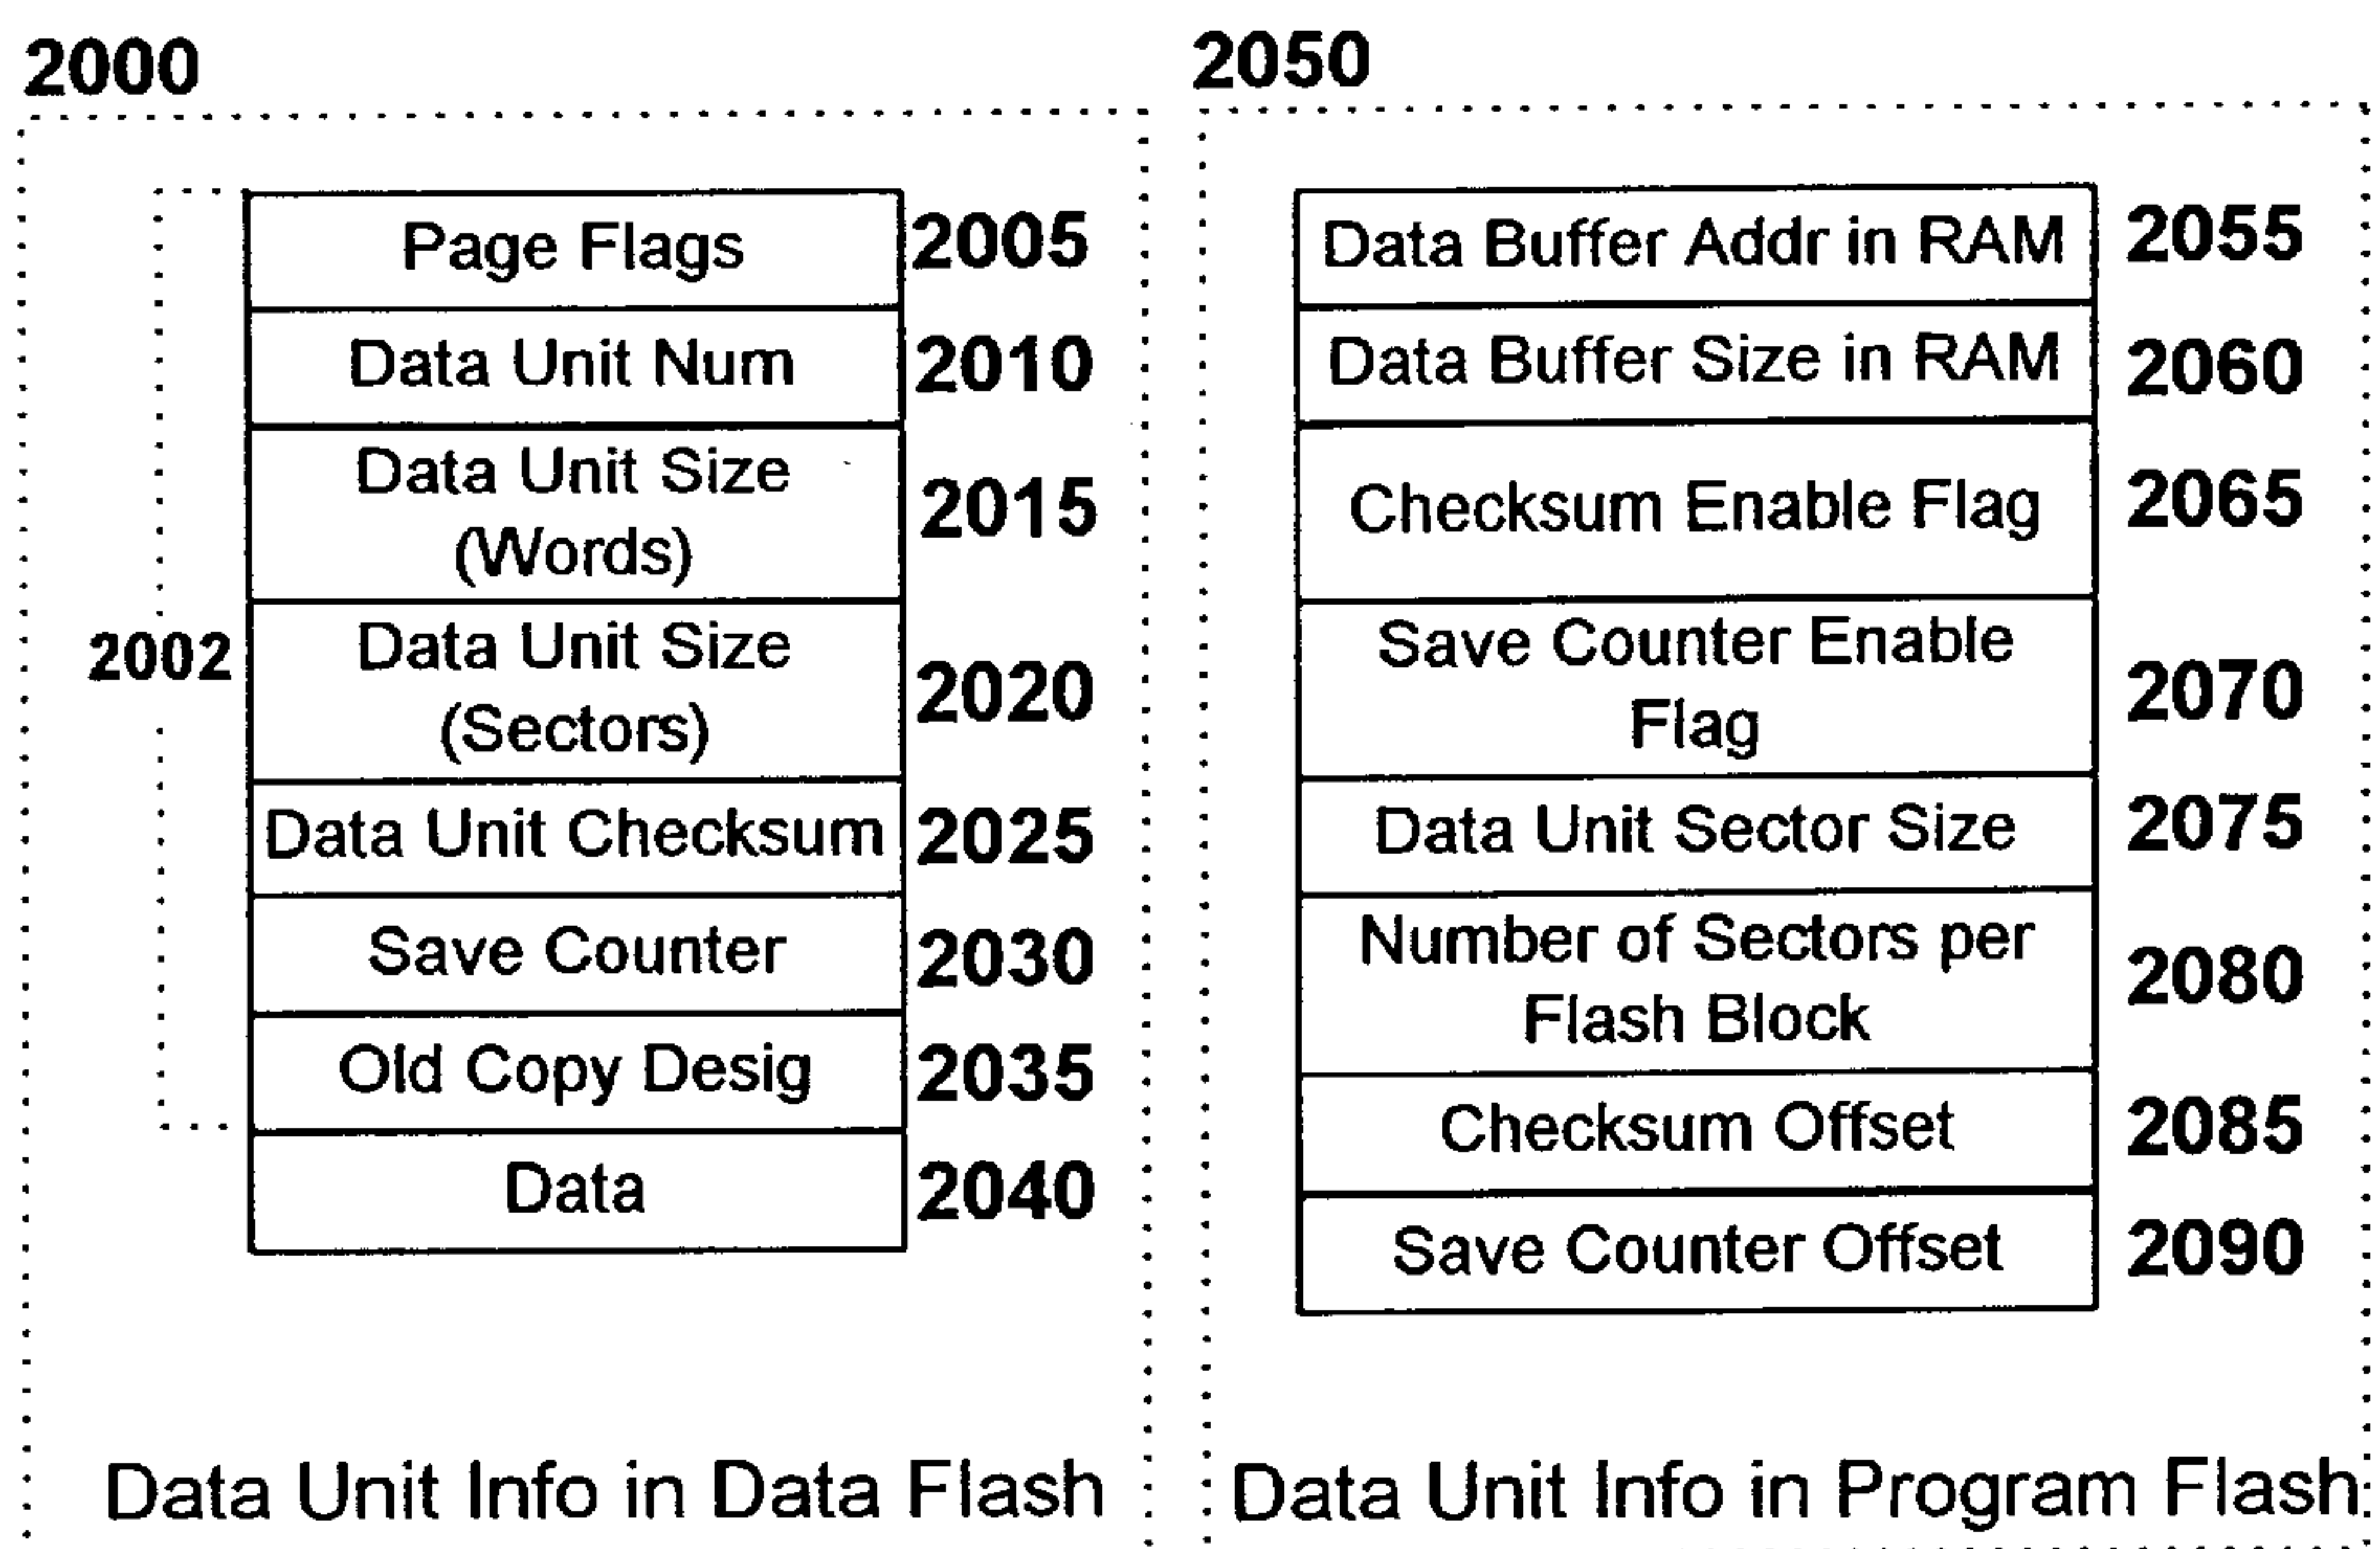 2000
Page Flags 2005
Data Unit Num 2010
Data Unit Size
(Words)
2015
2002
Data Unit Size
(Sectors)
2020
Data Unit Checksum 2025
Save Counter 2030
Old Copy Desig 2035
Data 2040
Data Unit Info in Data Flash
2050
Data Buffer Addr in RAM 2055
Data Buffer Size in RAM 2060
Checksum Enable Flag 2065
Save Counter Enable
Flag
2070
Data Unit Sector Size 2075
Number of Sectors per
Flash Block
2080
Checksum Offset 2085
Save Counter Offset 2090
Data Unit Info in Program Flash